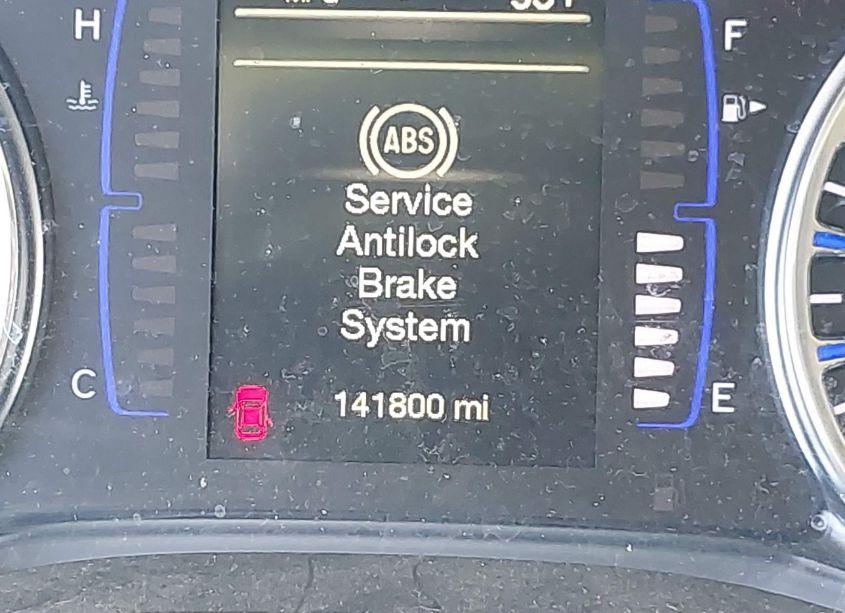 H
F
ABS
Service
Antilock
Brake
System
C
E
141800 mi